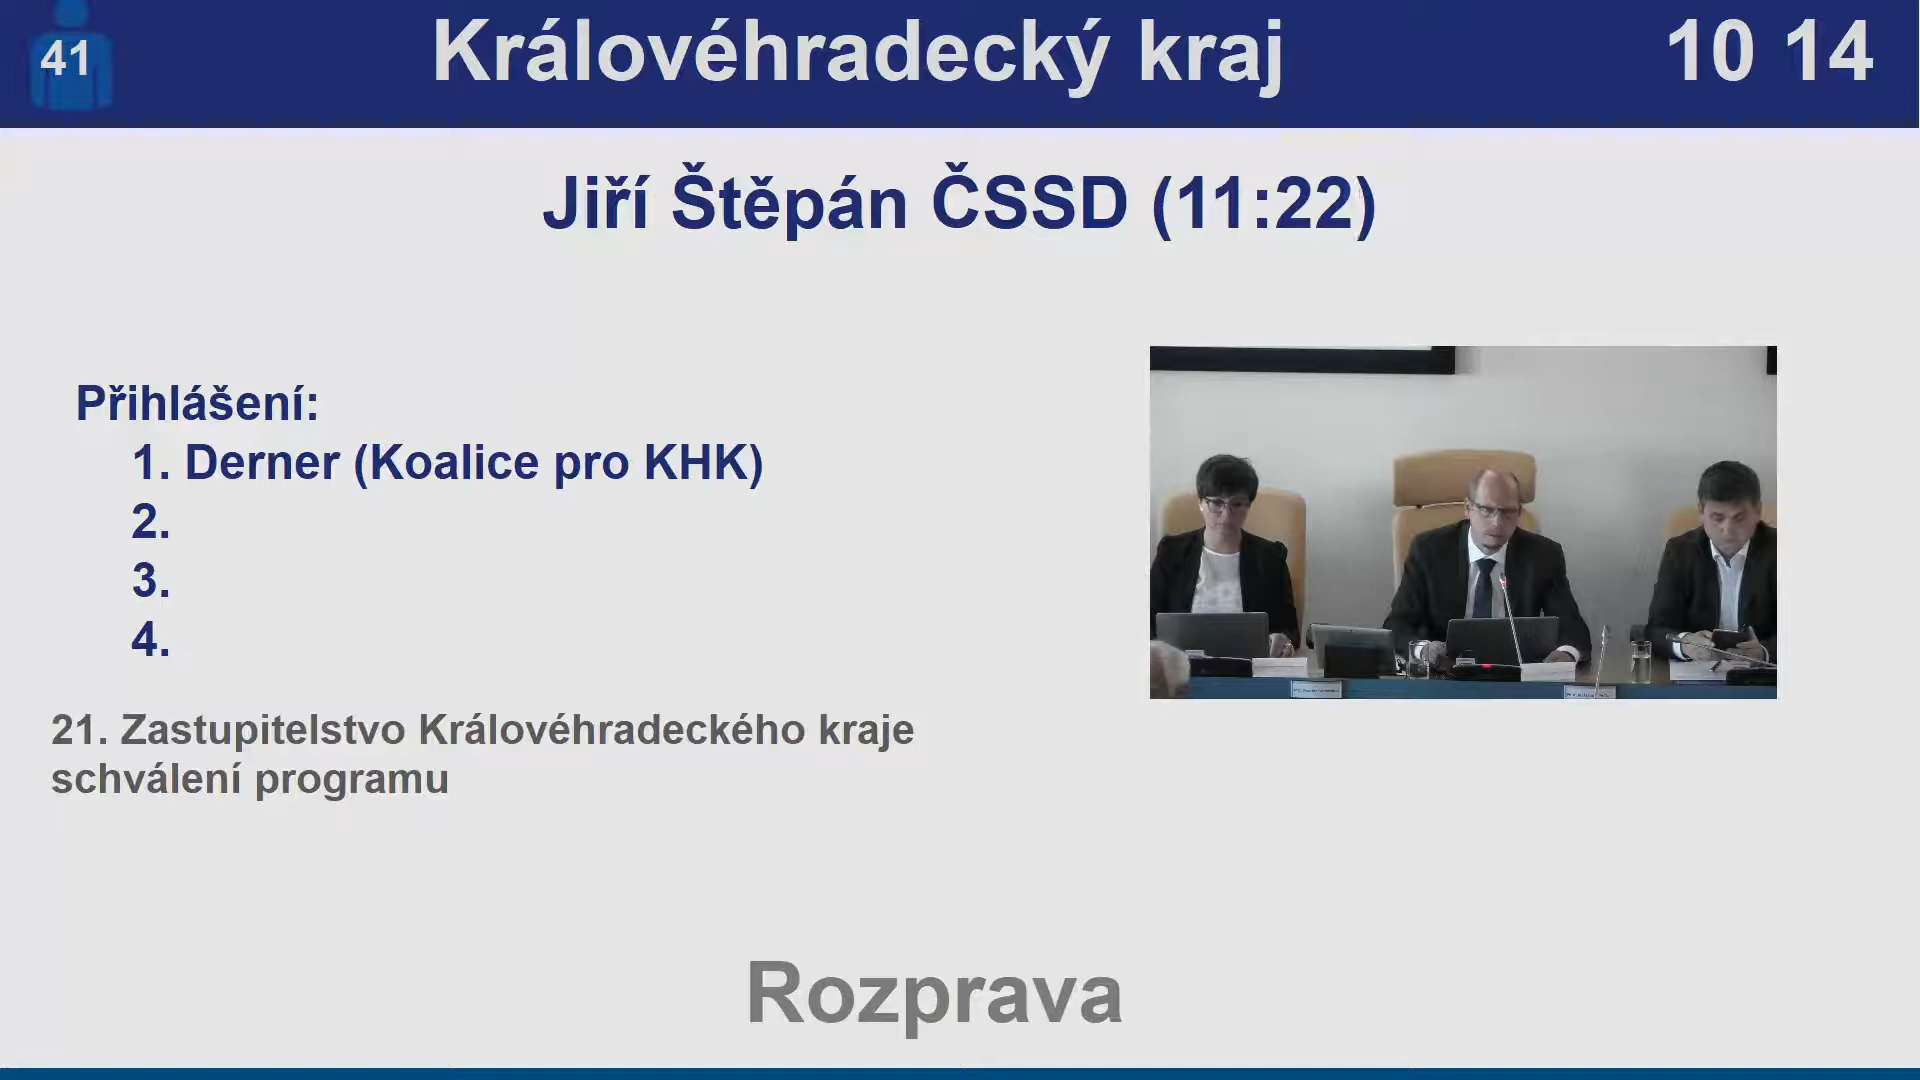 41
Královéhradecký kraj
10 14
Jiří Štěpán ČSSD (11:22)
Přihlášení:
1. Derner (Koalice pro KHK)
2.
3.
4.
21. Zastupitelstvo Královéhradeckého kraje
schválení programu
Rozprava